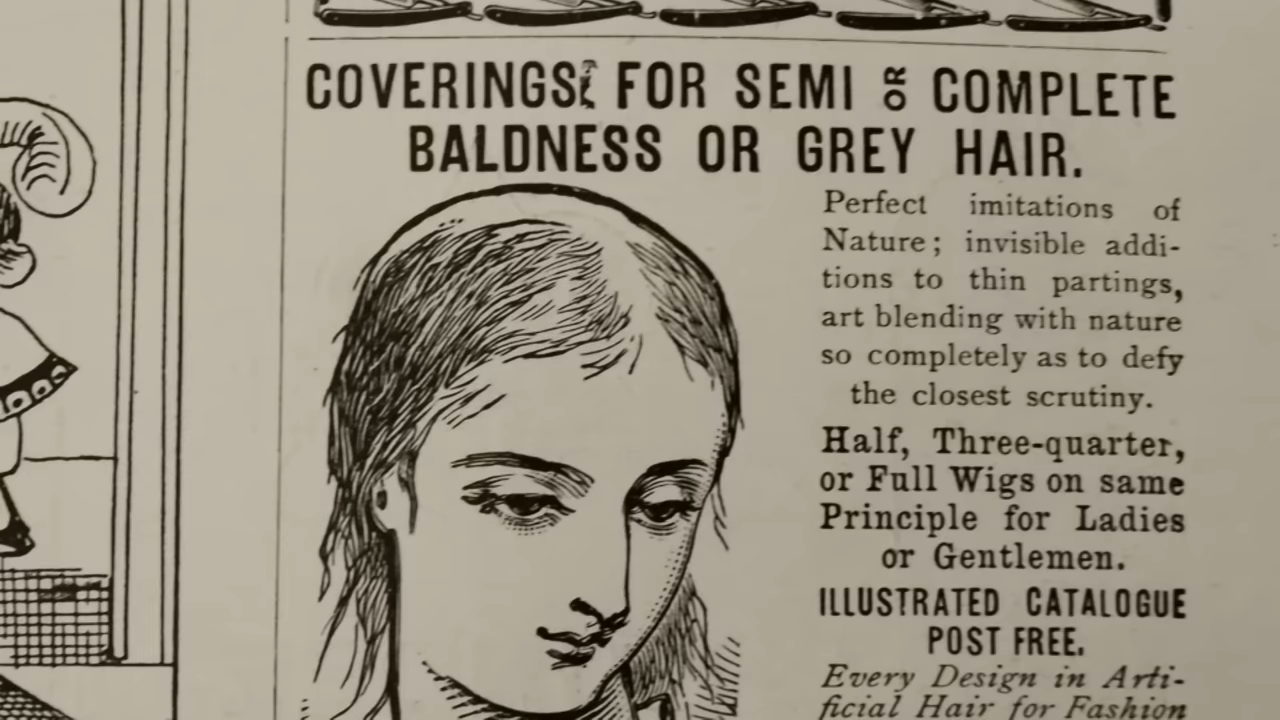 COVERINGS FOR SEMI OR COMPLETE
BALDNESS OR GREY HAIR.
Perfect imitations of
Nature; invisible addi-
tions to thin partings,
art blending with nature
so completely as to defy
the closest scrutiny.
Half, Three-quarter,
or Full Wigs on same
Principle for Ladies
or Gentlemen.
ILLUSTRATED CATALOGUE
POST FREE.
Every Design in Arti-
ficial Hair for Fashion